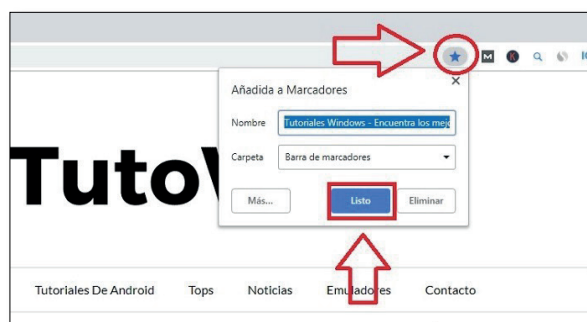 Añadida a Marcadores
Nombre Tutoriales Windows - Encuentra los mejo
Carpeta Barra de marcadores
Tuto
Más... Listo Eliminar
Tutoriales De Android Tops Noticias Emuladores Contacto